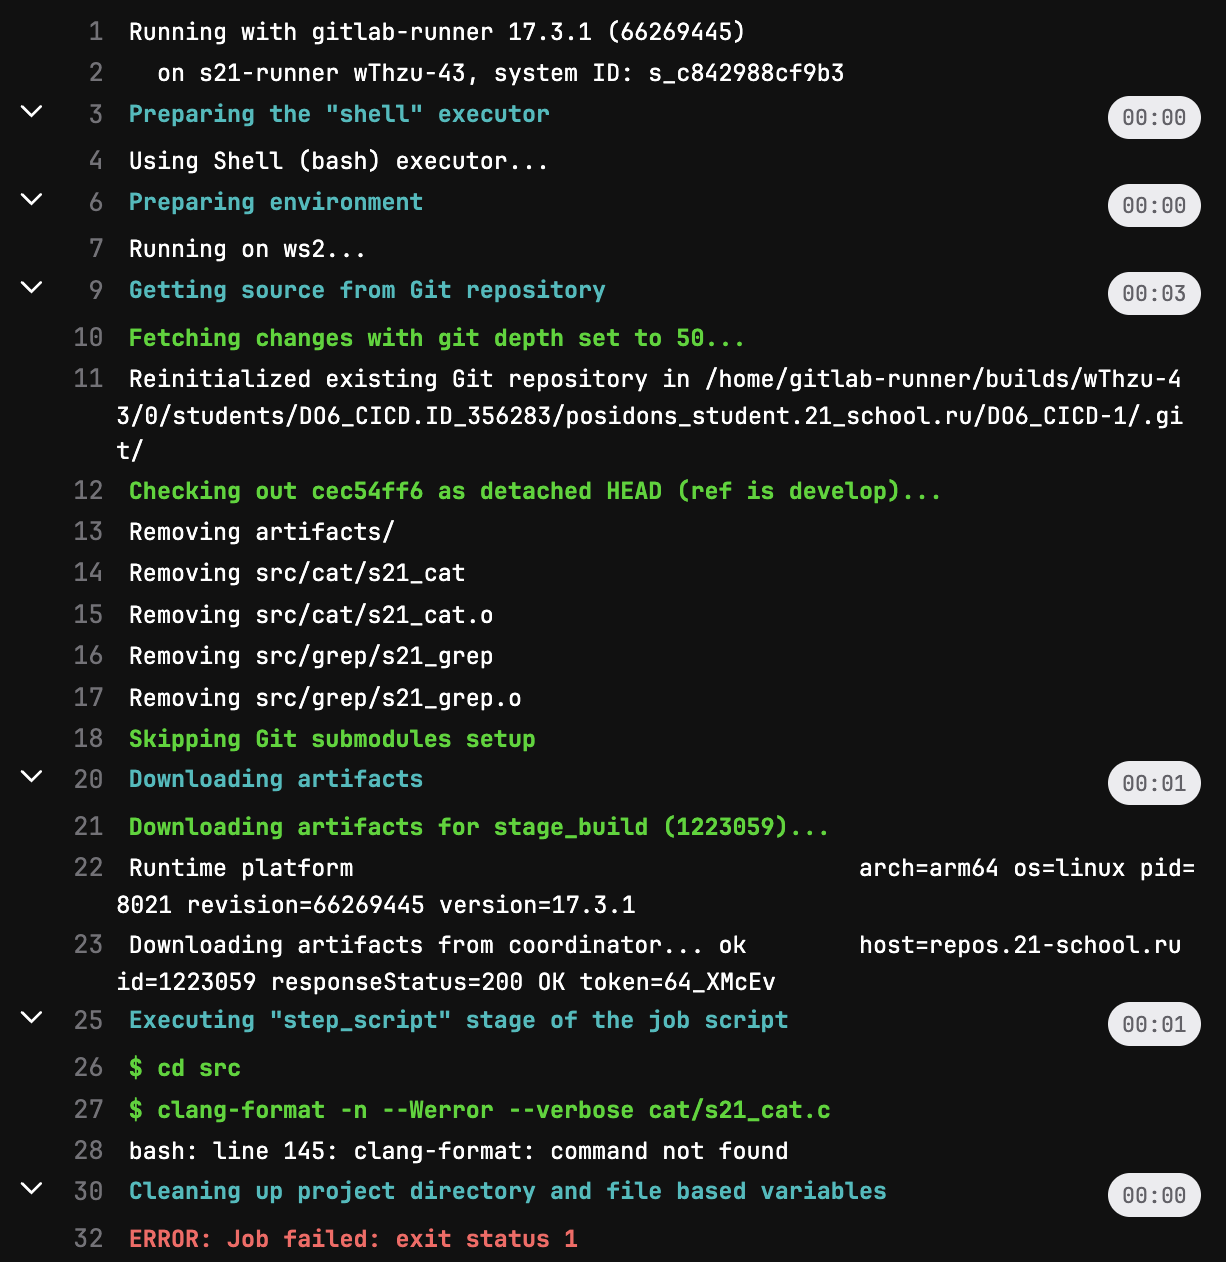 1 Running with gitlab-runner 17.3.1 (66269445)
2 on s21-runner wThzu-43, system ID: s_c842988cf9b3
3 Preparing the "shell" executor 00:00
4 Using Shell (bash) executor...
6 Preparing environment 00:00
7 Running on ws2...
9 Getting source from Git repository 00:03
10 Fetching changes with git depth set to 50...
11 Reinitialized existing Git repository in /home/gitlab-runner/builds/wThzu-4
3/0/students/DO6_CICD.ID_356283/posidons_student.21_school.ru/DO6_CICD-1/.gi
t/
12 Checking out cec54ff6 as detached HEAD (ref is develop)...
13 Removing artifacts/
14 Removing src/cat/s21_cat
15 Removing src/cat/s21_cat.o
16 Removing src/grep/s21_grep
17 Removing src/grep/s21_grep.o
18 Skipping Git submodules setup
20 Downloading artifacts 00:01
21 Downloading artifacts for stage_build (1223059)...
22 Runtime platform arch=arm64 os=linux pid=
8021 revision=66269445 version=17.3.1
23 Downloading artifacts from coordinator... ok host=repos.21-school.ru
id=1223059 responseStatus=200 OK token=64_XMcEv
25 Executing "step_script" stage of the job script 00:01
26 $ cd src
27 $ clang-format -n --Werror --verbose cat/s21_cat.c
28 bash: line 145: clang-format: command not found
30 Cleaning up project directory and file based variables 00:00
32 ERROR: Job failed: exit status 1